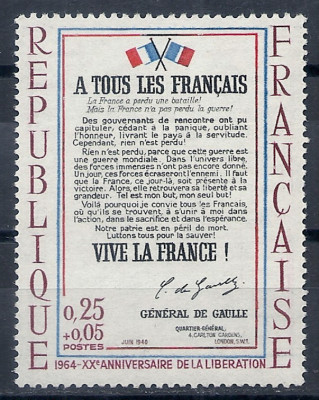 RÉPUBLIQUE
FRANÇAISE
A TOUS LES FRANÇAIS
La France a perdu une bataille!
Mais la France n'a pas perdu la guerre!
Des gouvernants de rencontre ont pu
capituler, cédant à la panique, oubliant
l'honneur, livrant le pays à la servitude.
Cependant, rien n'est perdu!
Rien n'est perdu, parce que cette guerre est
une guerre mondiale. Dans l'univers libre,
des forces immenses n'ont pas encore donné.
Un jour, ces forces écraseront l'ennemi. Il faut
que la France, ce jour-là, soit présente à la
victoire. Alors, elle retrouvera sa liberté et sa
grandeur. Tel est mon but, mon seul but!
Voilà pourquoi je convie tous les Français,
où qu'ils se trouvent, à s'unir à moi dans
l'action, dans le sacrifice et dans l'espérance.
Notre patrie est en péril de mort.
Luttons tous pour la sauver!
VIVE LA FRANCE !
C. de Gaulle
GÉNÉRAL DE GAULLE
0,25
+0,05
POSTES
JUIN 1940
QUARTIER-GÉNÉRAL,
4, CARLTON GARDENS,
LONDON, S.W.1.
1964-XXe ANNIVERSAIRE DE LA LIBERATION